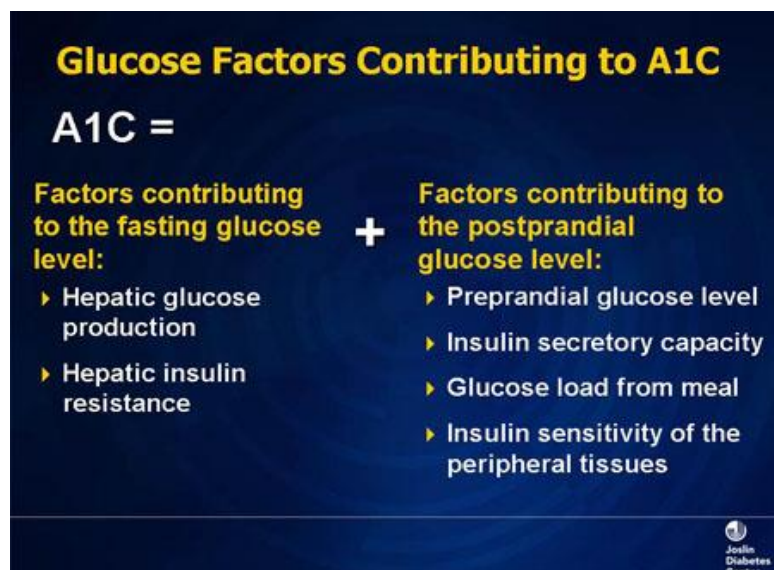 Glucose Factors Contributing to A1C
A1C =
Factors contributing
to the fasting glucose
level:
Hepatic glucose
production
Hepatic insulin
resistance
+
Factors contributing to
the postprandial
glucose level:
Preprandial glucose level
Insulin secretory capacity
Glucose load from meal
Insulin sensitivity of the
peripheral tissues
Joslin
Diabetes